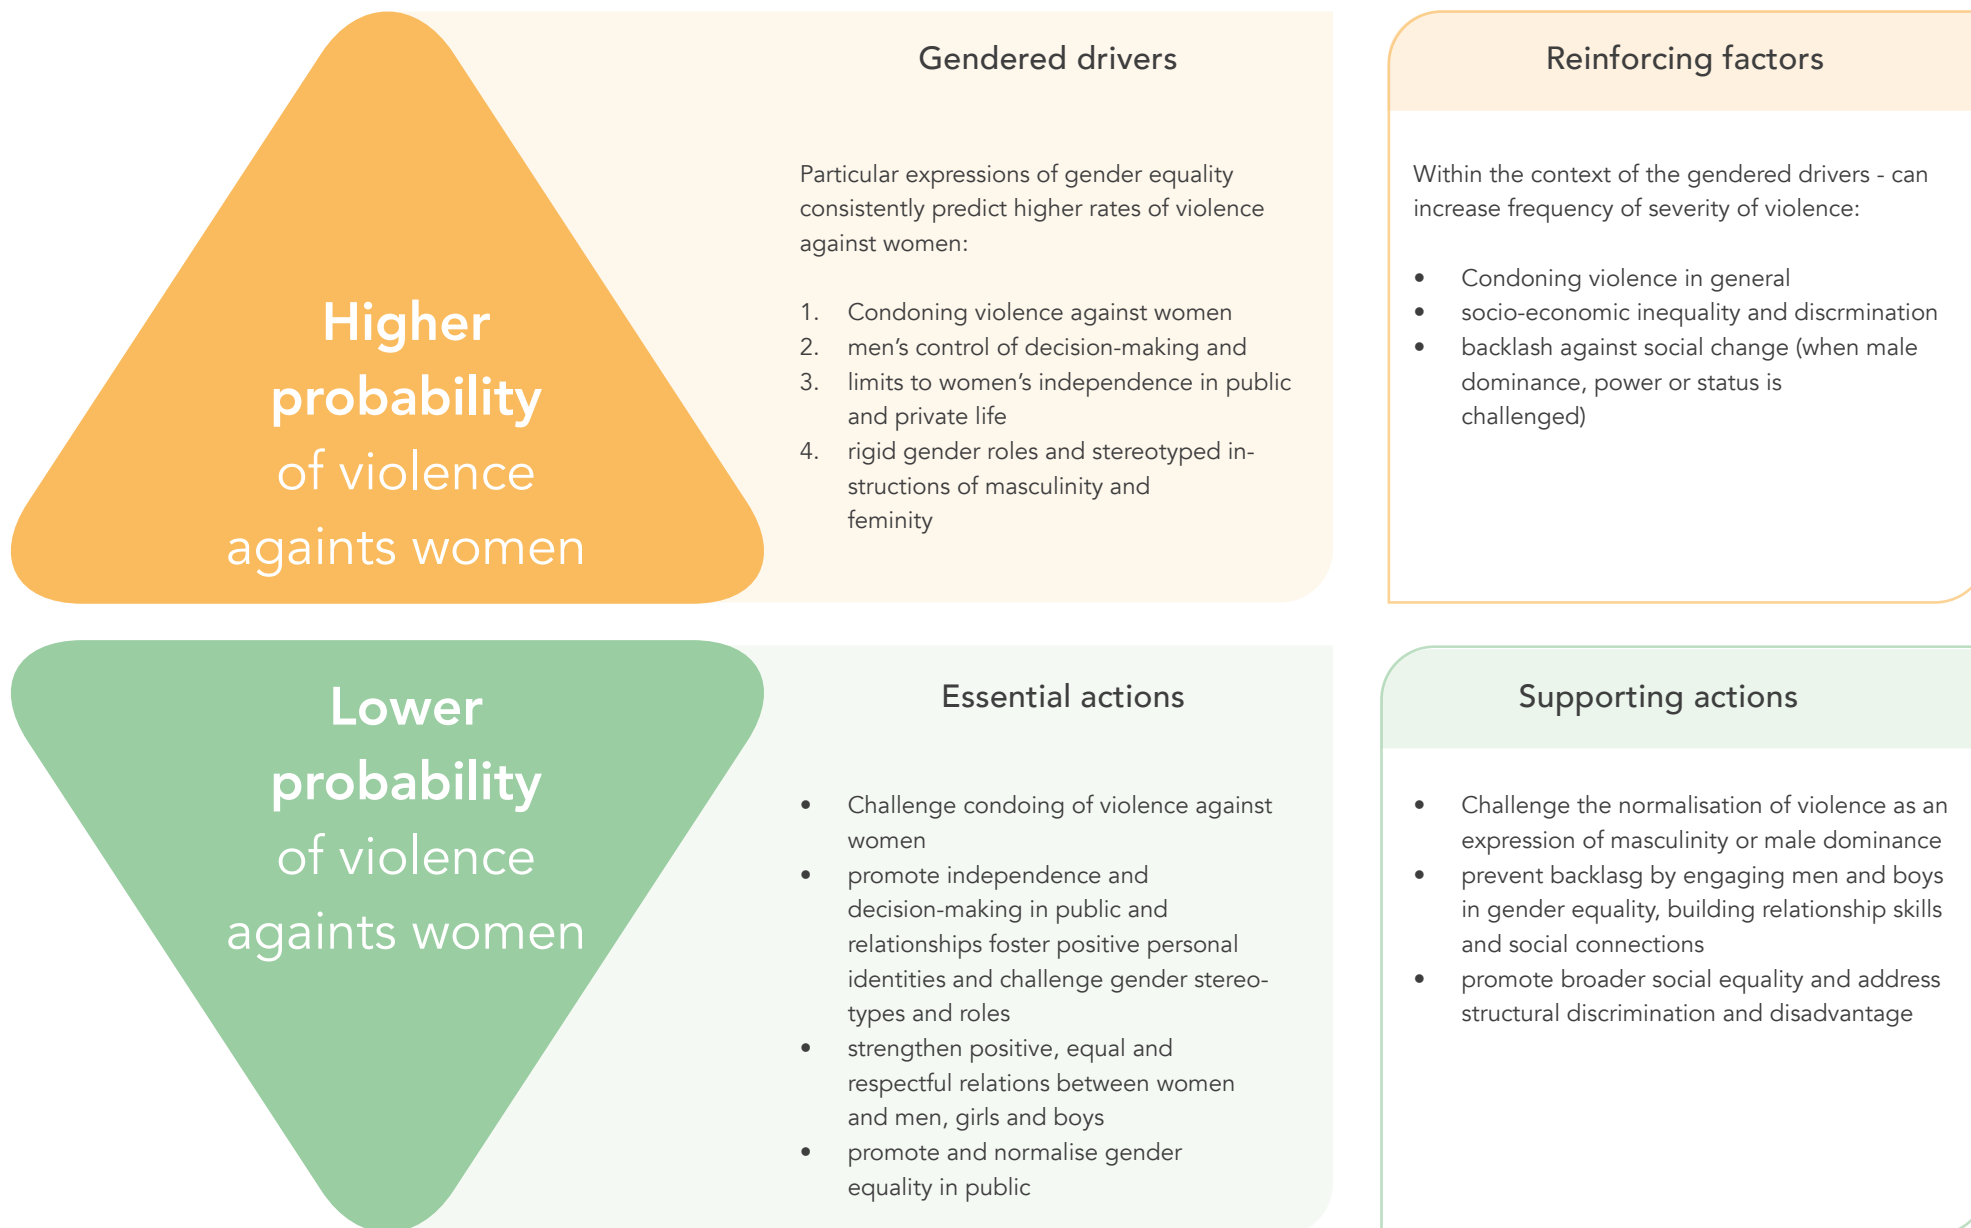 Higher
probability
of violence
againts women
Gendered drivers
Particular expressions of gender equality
consistently predict higher rates of violence
against women:
1. Condoning violence against women
2. men’s control of decision-making and
3. limits to women’s independence in public
and private life
4. rigid gender roles and stereotyped in-
structions of masculinity and
feminity
Reinforcing factors
Within the context of the gendered drivers - can
increase frequency of severity of violence:
• Condoning violence in general
• socio-economic inequality and discrmination
• backlash against social change (when male
dominance, power or status is
challenged)
Lower
probability
of violence
againts women
Essential actions
• Challenge condoing of violence against
women
• promote independence and
decision-making in public and
relationships foster positive personal
identities and challenge gender stereo-
types and roles
• strengthen positive, equal and
respectful relations between women
and men, girls and boys
• promote and normalise gender
equality in public
Supporting actions
• Challenge the normalisation of violence as an
expression of masculinity or male dominance
• prevent backlasg by engaging men and boys
in gender equality, building relationship skills
and social connections
• promote broader social equality and address
structural discrimination and disadvantage